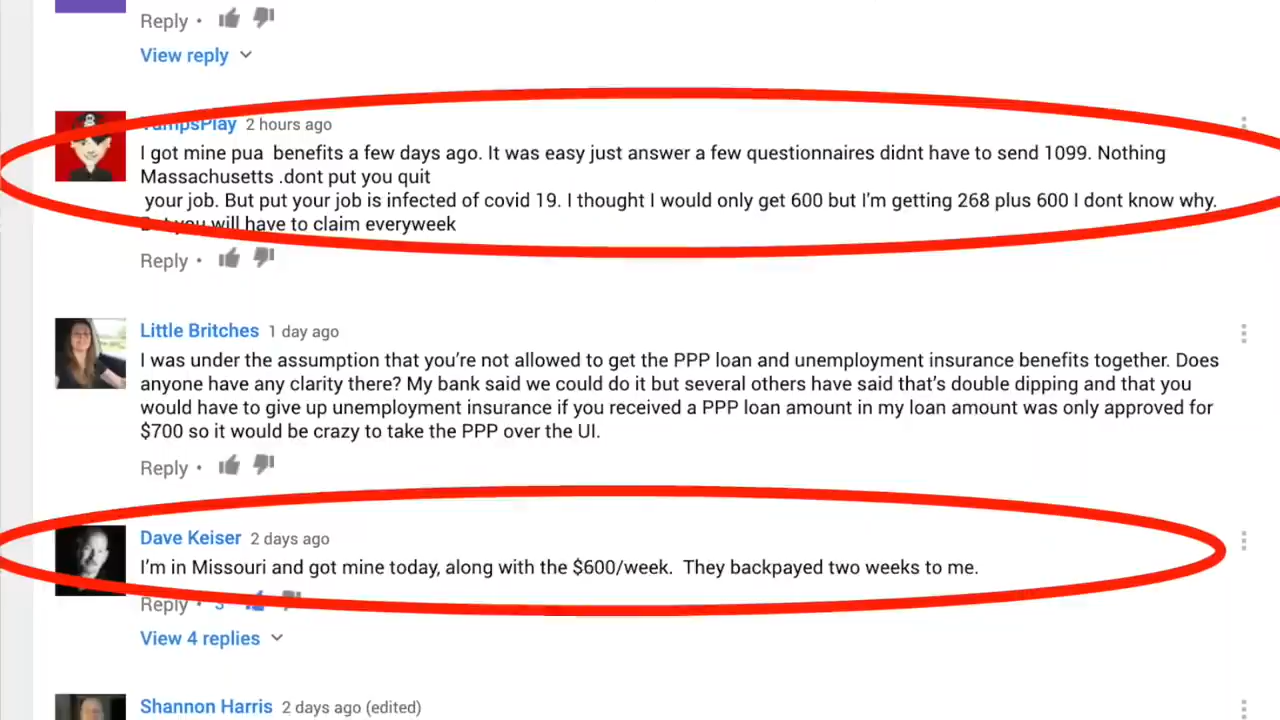 Reply •
View reply
YumpsPlay 2 hours ago
I got mine pua benefits a few days ago. It was easy just answer a few questionnaires didnt have to send 1099. Nothing
Massachusetts .dont put you quit
your job. But put your job is infected of covid 19. I thought I would only get 600 but I'm getting 268 plus 600 I dont know why.
But you will have to claim everyweek
Reply •
Little Britches 1 day ago
I was under the assumption that you're not allowed to get the PPP loan and unemployment insurance benefits together. Does
anyone have any clarity there? My bank said we could do it but several others have said that's double dipping and that you
would have to give up unemployment insurance if you received a PPP loan amount in my loan amount was only approved for
$700 so it would be crazy to take the PPP over the UI.
Reply •
Dave Keiser 2 days ago
I'm in Missouri and got mine today, along with the $600/week. They backpayed two weeks to me.
Reply • 3
View 4 replies
Shannon Harris 2 days ago (edited)